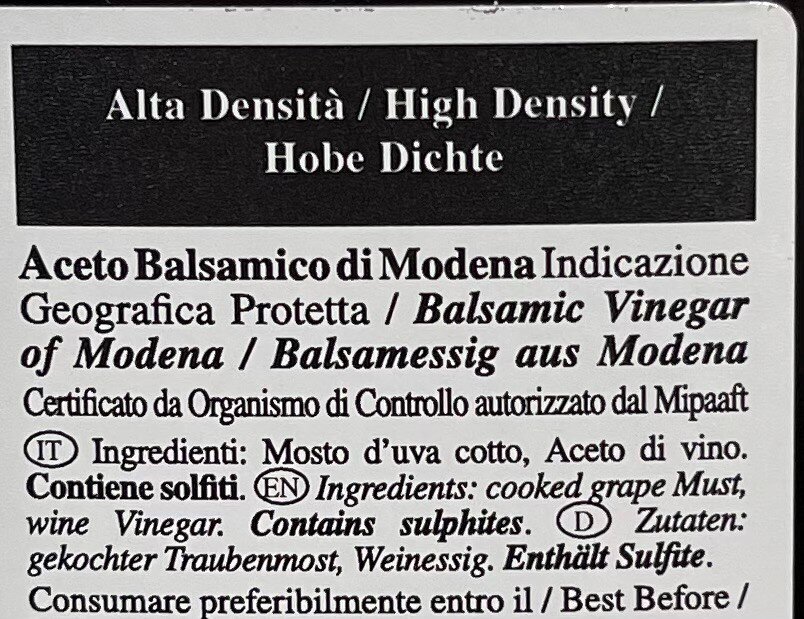 Alta Densità / High Density /
Hobe Dichte
Aceto Balsamico di Modena Indicazione
Geografica Protetta / Balsamic Vinegar
of Modena / Balsamessig aus Modena
Certificato da Organismo di Controllo autorizzato dal Mipaaft
IT Ingredienti: Mosto d'uva cotto, Aceto di vino.
Contiene solfiti. EN Ingredients: cooked grape Must,
wine Vinegar. Contains sulphites. D Zutaten:
gekochter Traubenmost, Weinessig. Enthält Sulfite.
Consumare preferibilmente entro il / Best Before /